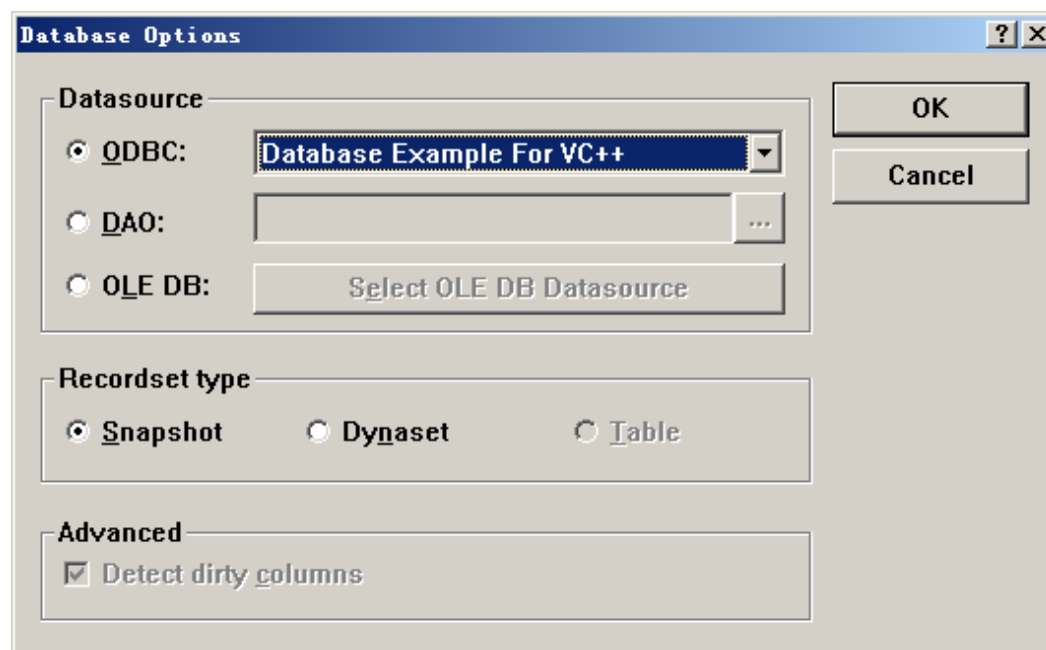 Database Options
Datasource
OK
ODBC: Database Example For VC++
Cancel
DAO: ...
OLE DB: Select OLE DB Datasource
Recordset type
Snapshot Dynaset Table
Advanced
Detect dirty columns